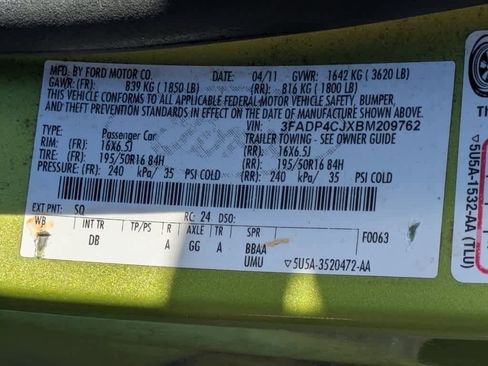 MFD. BY FORD MOTOR CO. DATE: 04/11 GVWR: 1642 KG ( 3620 LB)
GAWR: (FR): 839 KG ( 1850 LB) (RR): 816 KG ( 1800 LB)
THIS VEHICLE CONFORMS TO ALL APPLICABLE FEDERAL MOTOR VEHICLE SAFETY, BUMPER, AND
THEFT PREVENTION STANDARDS IN EFFECT ON THE DATE OF MANUFACTURE SHOWN ABOVE.
VIN: 3FADP4CJXBM209762
TYPE: Passenger Car TRAILER TOWING - SEE OWNER GUIDE
RIM: (FR): 16X6.5J (RR): 16X6.5J
TIRE: (FR): 195/50R16 84H (RR): 195/50R16 84H
PRESSURE: (FR): 240 kPa/ 35 PSI COLD (RR): 240 kPa/ 35 PSI COLD
EXT PNT: SQ RC: 24 DSO:
WB INT TR TP/PS R AXLE TR SPR F0063
DB A GG A BBAA
UMU 5U5A-3520472-AA
Th
5U5A-1532-AA (TLU)